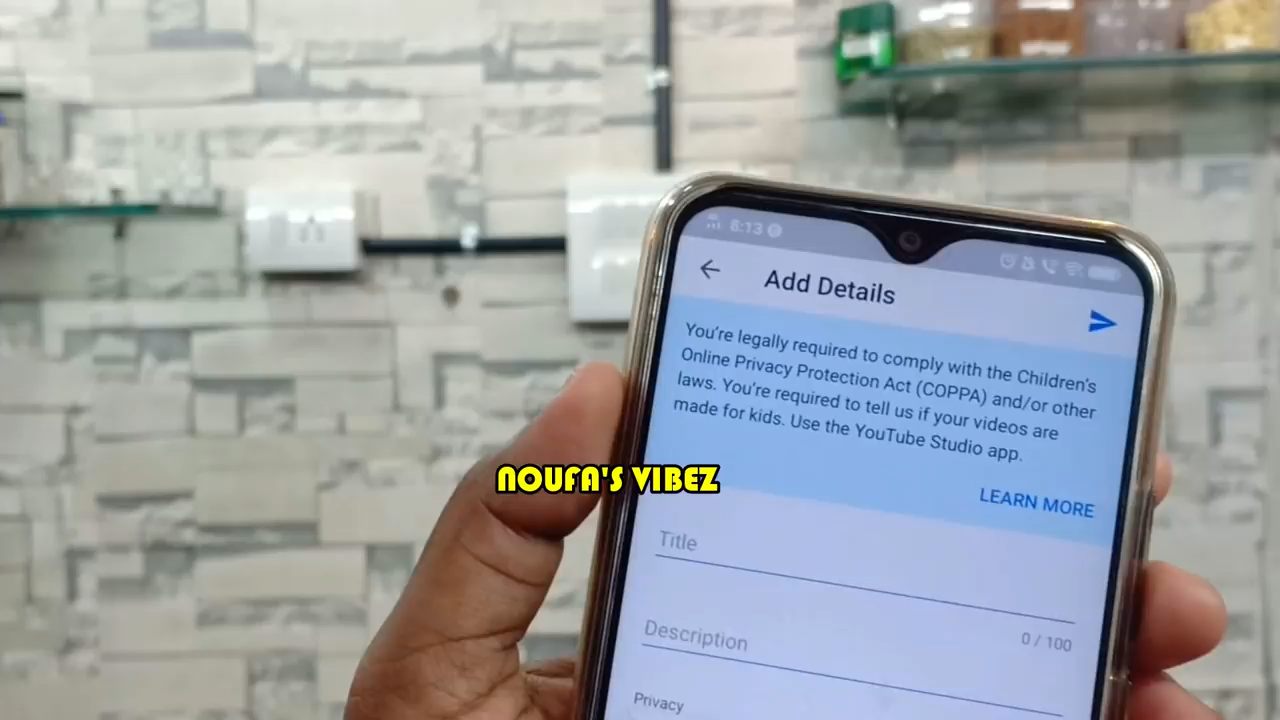 8:13
Add Details
You're legally required to comply with the Children's
Online Privacy Protection Act (COPPA) and/or other
laws. You're required to tell us if your videos are
made for kids. Use the YouTube Studio app.
NOUFA'S VIBEZ
LEARN MORE
Title
0 / 100
Description
Privacy